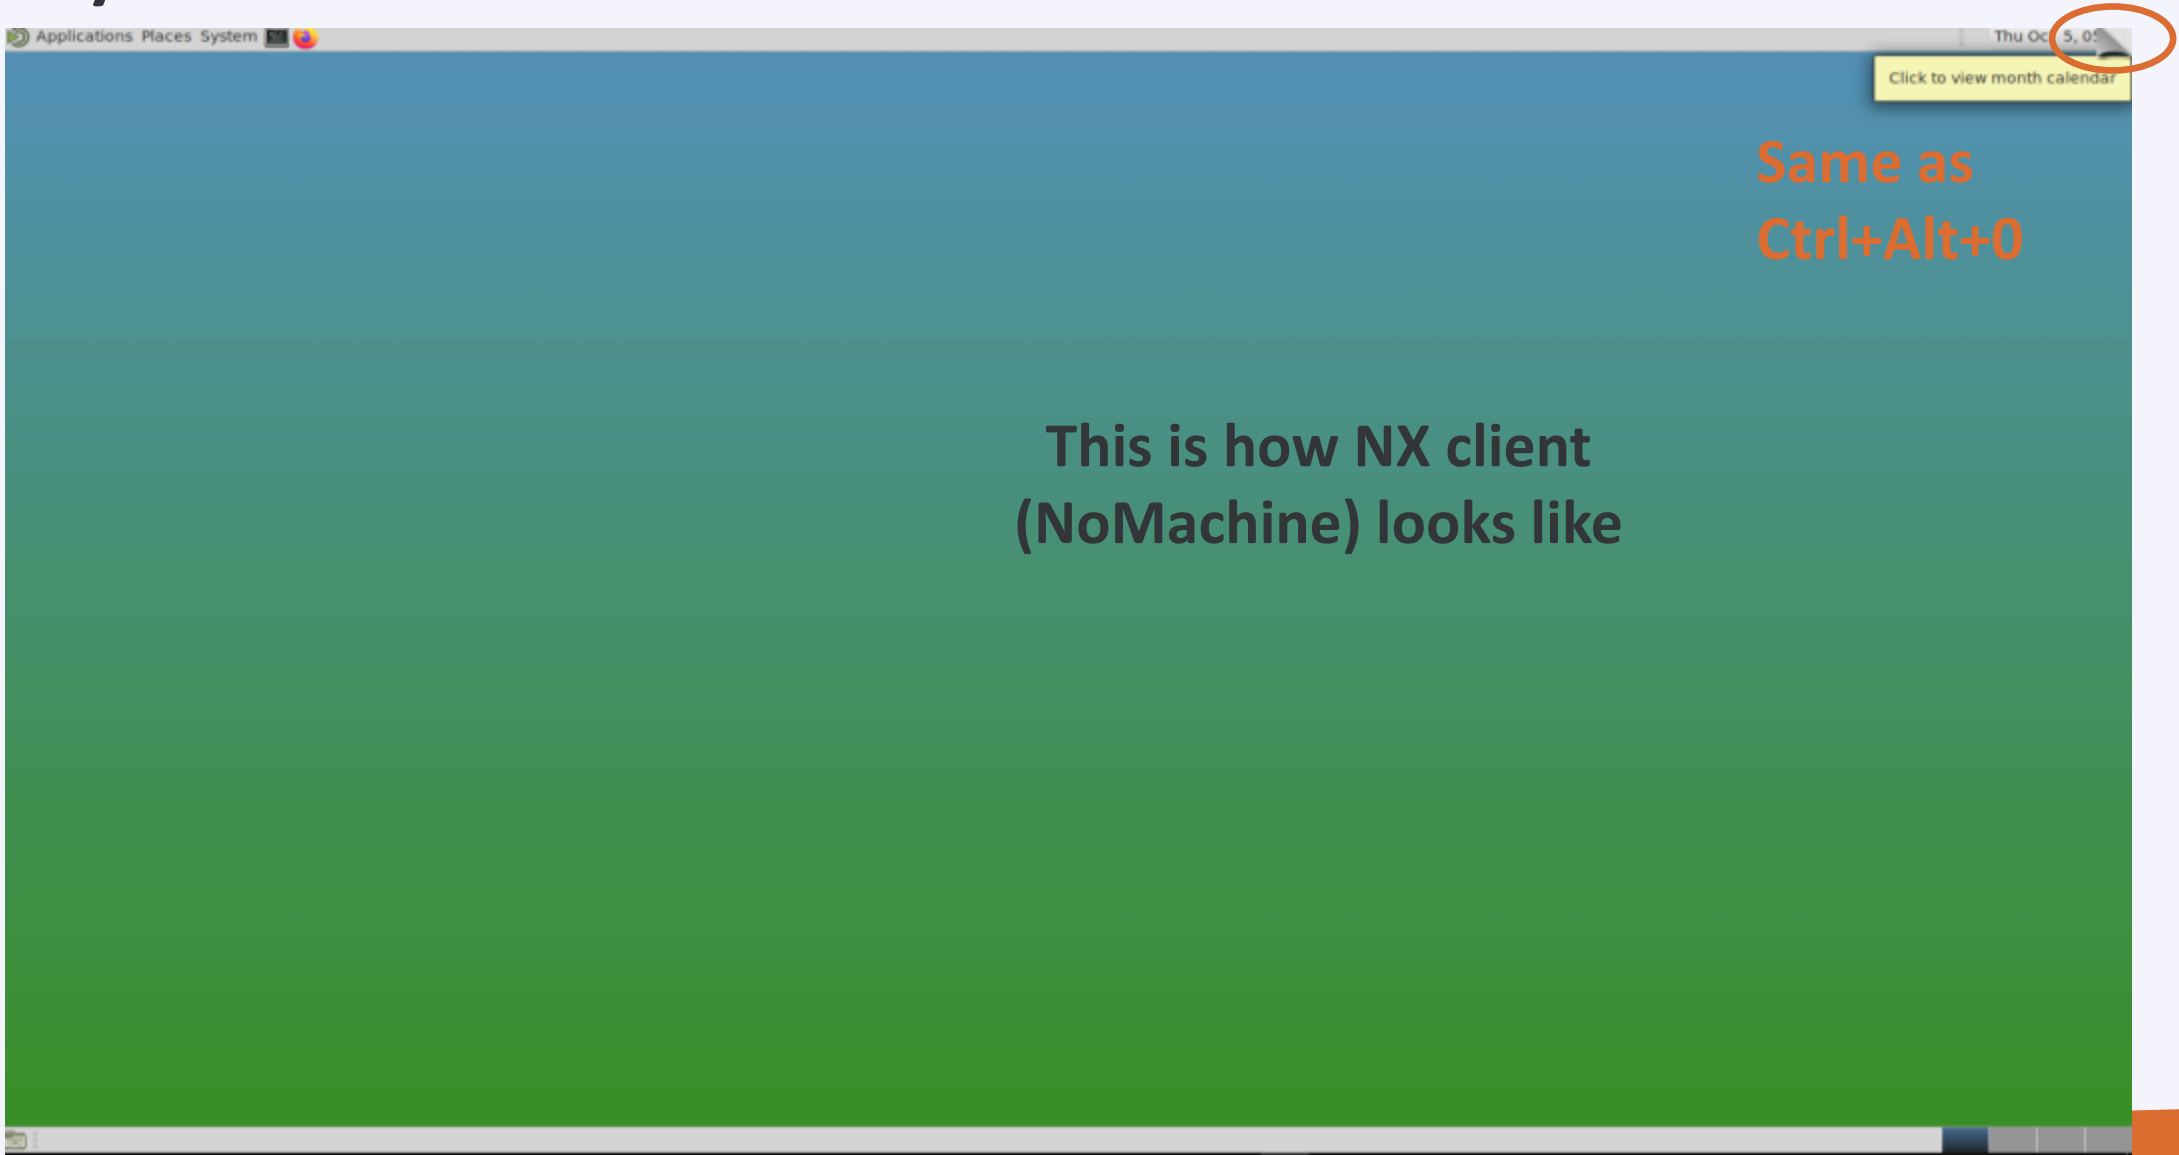 Applications Places System
Thu Oc 5, 05
Click to view month calendar
Same as
Ctrl+Alt+0
This is how NX client
(NoMachine) looks like